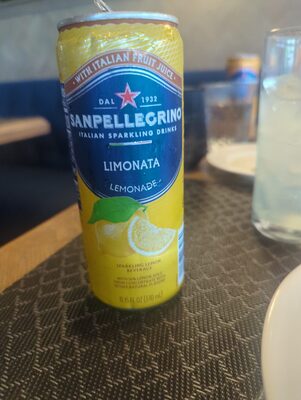 WITH ITALIAN FRUIT JUICE
DAL 1932
SANPELLEGRINO
ITALIAN SPARKLING DRINKS
LIMONATA
LEMONADE
SPARKLING LEMON
BEVERAGE